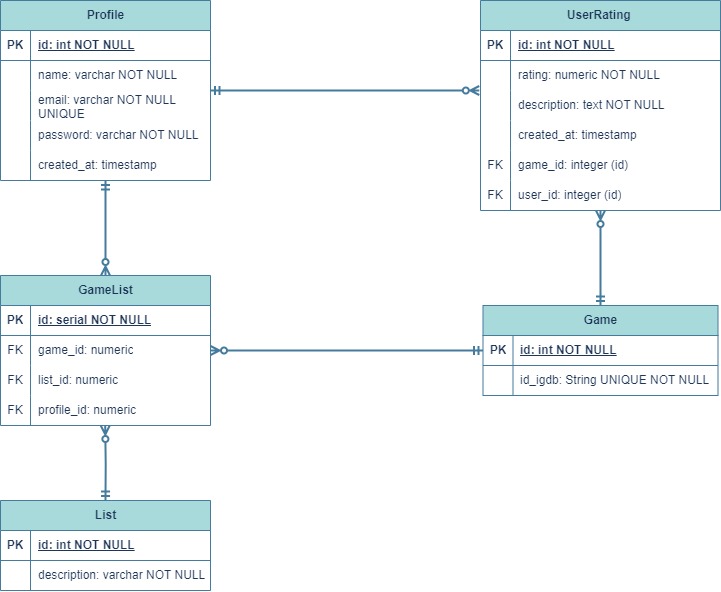 Profile
PK id: int NOT NULL
name: varchar NOT NULL
email: varchar NOT NULL
UNIQUE
password: varchar NOT NULL
created_at: timestamp
UserRating
PK id: int NOT NULL
rating: numeric NOT NULL
description: text NOT NULL
created_at: timestamp
FK game_id: integer (id)
FK user_id: integer (id)
GameList
PK id: serial NOT NULL
FK game_id: numeric
FK list_id: numeric
FK profile_id: numeric
Game
PK id: int NOT NULL
id_igdb: String UNIQUE NOT NULL
List
PK id: int NOT NULL
description: varchar NOT NULL